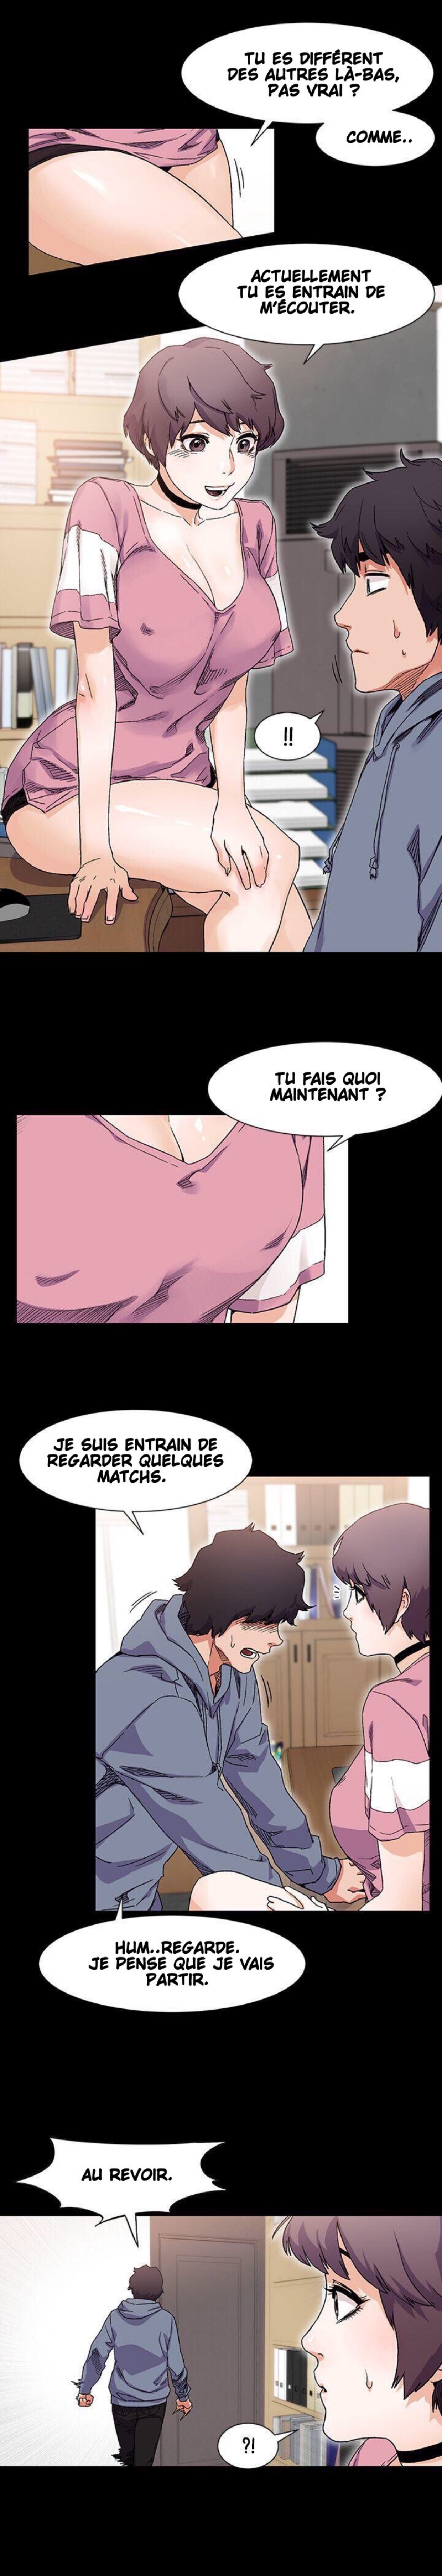 TU ES DIFFÉRENT
DES AUTRES LÀ-BAS,
PAS VRAI ?
COMME..
ACTUELLEMENT
TU ES ENTRAIN DE
M'ÉCOUTER.
!!
TU FAIS QUOI
MAINTENANT ?
JE SUIS ENTRAIN DE
REGARDER QUELQUES
MATCHS.
HUM..REGARDE.
JE PENSE QUE JE VAIS
PARTIR.
AU REVOIR.
?!